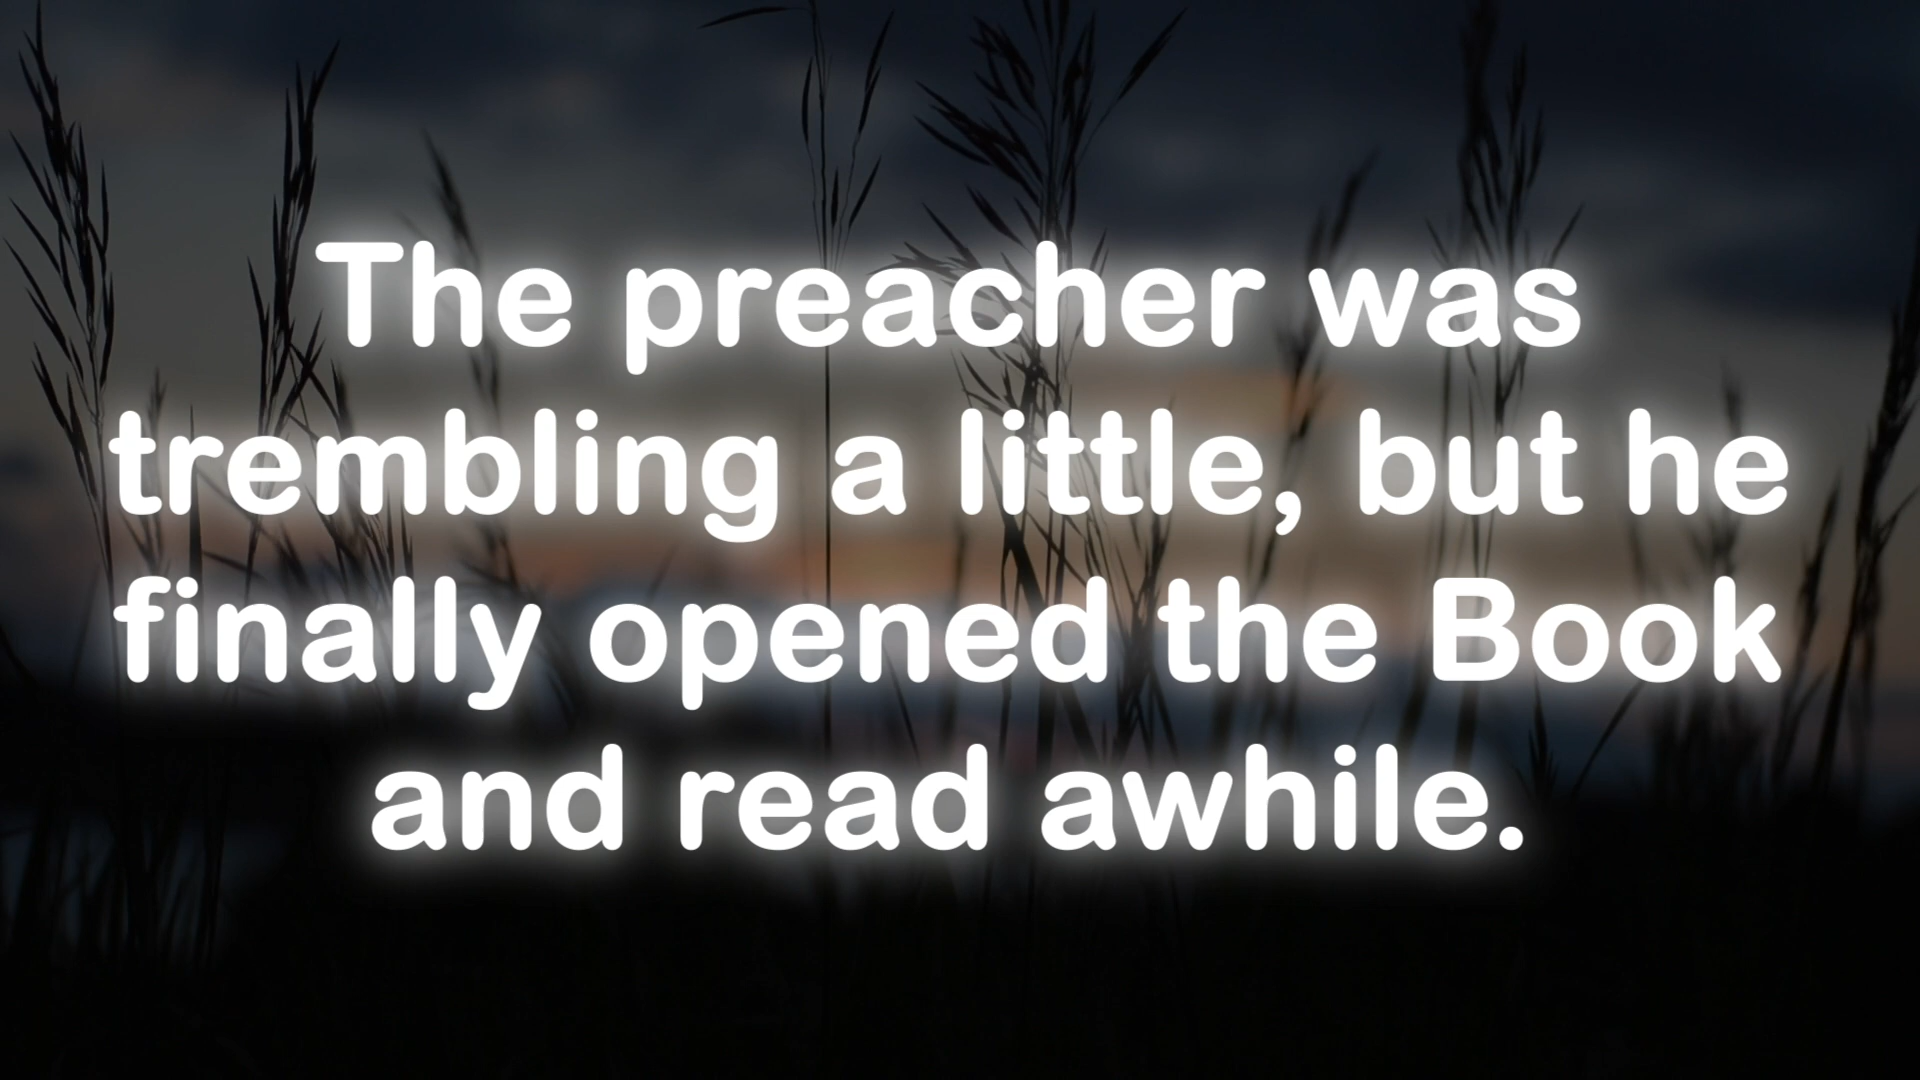 The preacher was
trembling a little, but he
finally opened the Book
and read awhile.